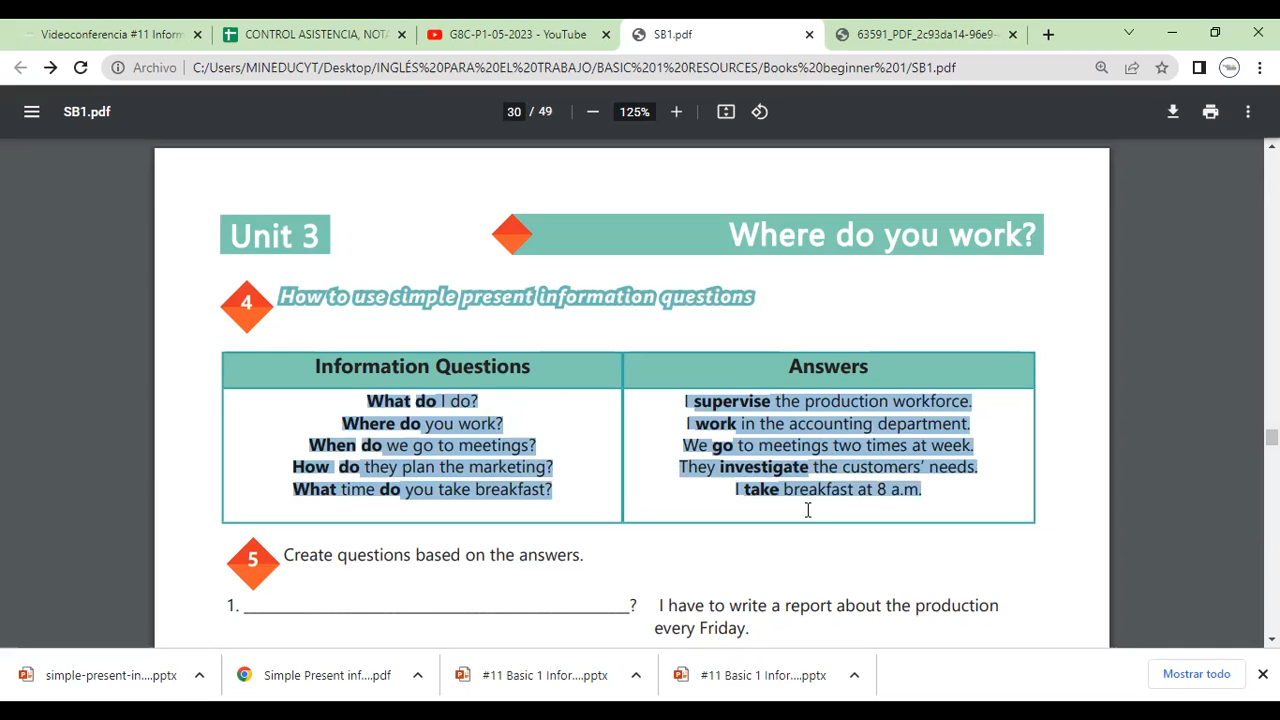 Videoconferencia #11 Inform
CONTROL ASISTENCIA, NOTA
G8C-P1-05-2023 - YouTube
SB1.pdf
63591_PDF_2c93da14-96e9-
Archivo
C:/Users/MINEDUCYT/Desktop/INGLÉS%20PARA%20EL%20TRABAJO/BASIC%201%20RESOURCES/Books%20beginner%201/SB1.pdf
SB1.pdf
30 / 49
125%
Unit 3
Where do you work?
4
How to use simple present information questions
Information Questions
Answers
What do I do?
I supervise the production workforce.
Where do you work?
I work in the accounting department.
When do we go to meetings?
We go to meetings two times at week.
How do they plan the marketing?
They investigate the customers’ needs.
What time do you take breakfast?
I take breakfast at 8 a.m.
5
Create questions based on the answers.
1. ________________________________________?
I have to write a report about the production
every Friday.
simple-present-in....pptx
Simple Present inf....pdf
#11 Basic 1 Infor....pptx
#11 Basic 1 Infor....pptx
Mostrar todo